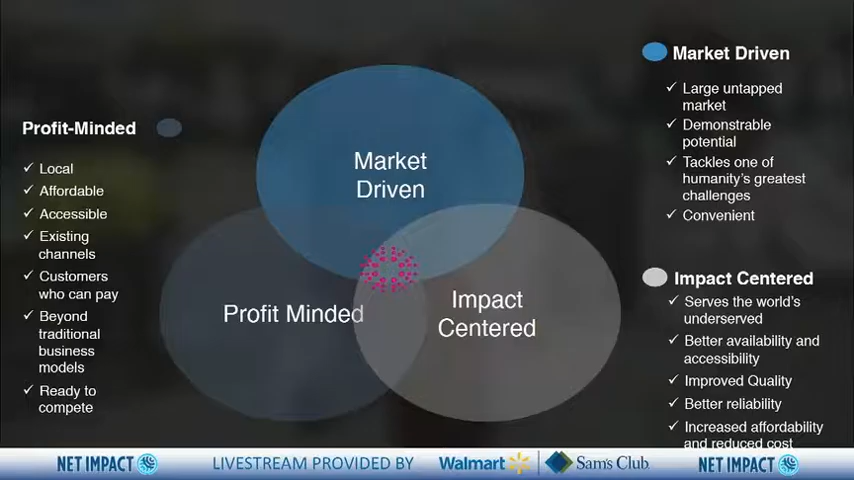 Profit-Minded
Local
Affordable
Accessible
Existing
channels
Customers
who can pay
Beyond
traditional
business
models
Ready to
compete
Market
Driven
Profit Minded
Impact
Centered
Market Driven
Large untapped
market
Demonstrable
potential
Tackles one of
humanity's greatest
challenges
Convenient
Impact Centered
Serves the world's
underserved
Better availability and
accessibility
Improved Quality
Better reliability
Increased affordability
and reduced cost
NET IMPACT LIVESTREAM PROVIDED BY Walmart Sam's Club NET IMPACT